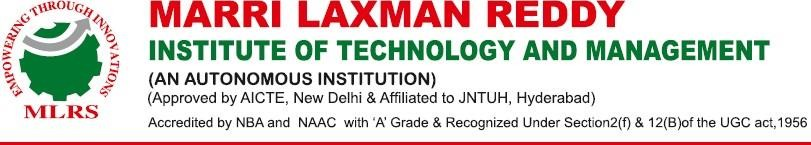 EMPOWERING THROUGH INNOVATIONS
MLRS
MARRI LAXMAN REDDY
INSTITUTE OF TECHNOLOGY AND MANAGEMENT
(AN AUTONOMOUS INSTITUTION)
(Approved by AICTE, New Delhi & Affiliated to JNTUH, Hyderabad)
Accredited by NBA and NAAC with ‘A’ Grade & Recognized Under Section2(f) & 12(B)of the UGC act,1956